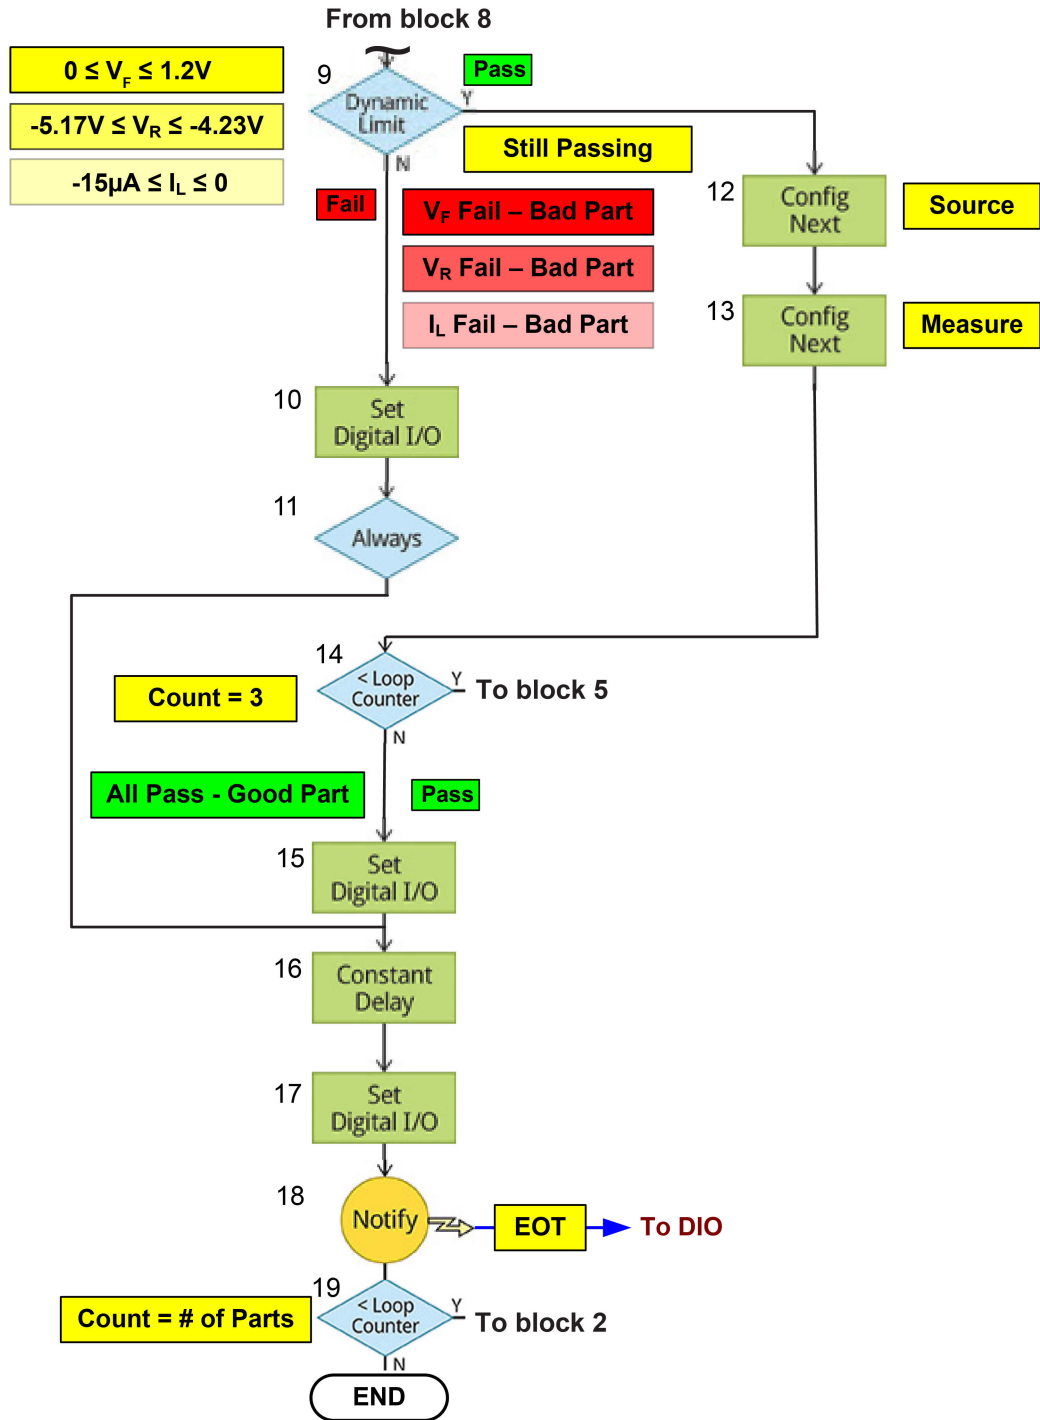 From block 8
0 ≤ VF ≤ 1.2V
-5.17V ≤ VR ≤ -4.23V
-15µA ≤ IL ≤ 0
9
Dynamic
Limit
Pass
Y
Still Passing
N
Fail
VF Fail – Bad Part
VR Fail – Bad Part
IL Fail – Bad Part
12
Config
Next
Source
13
Config
Next
Measure
10
Set
Digital I/O
11
Always
14
< Loop
Counter
Y
To block 5
Count = 3
N
All Pass - Good Part
Pass
15
Set
Digital I/O
16
Constant
Delay
17
Set
Digital I/O
18
Notify
EOT
To DIO
19
< Loop
Counter
Y
To block 2
Count = # of Parts
N
END